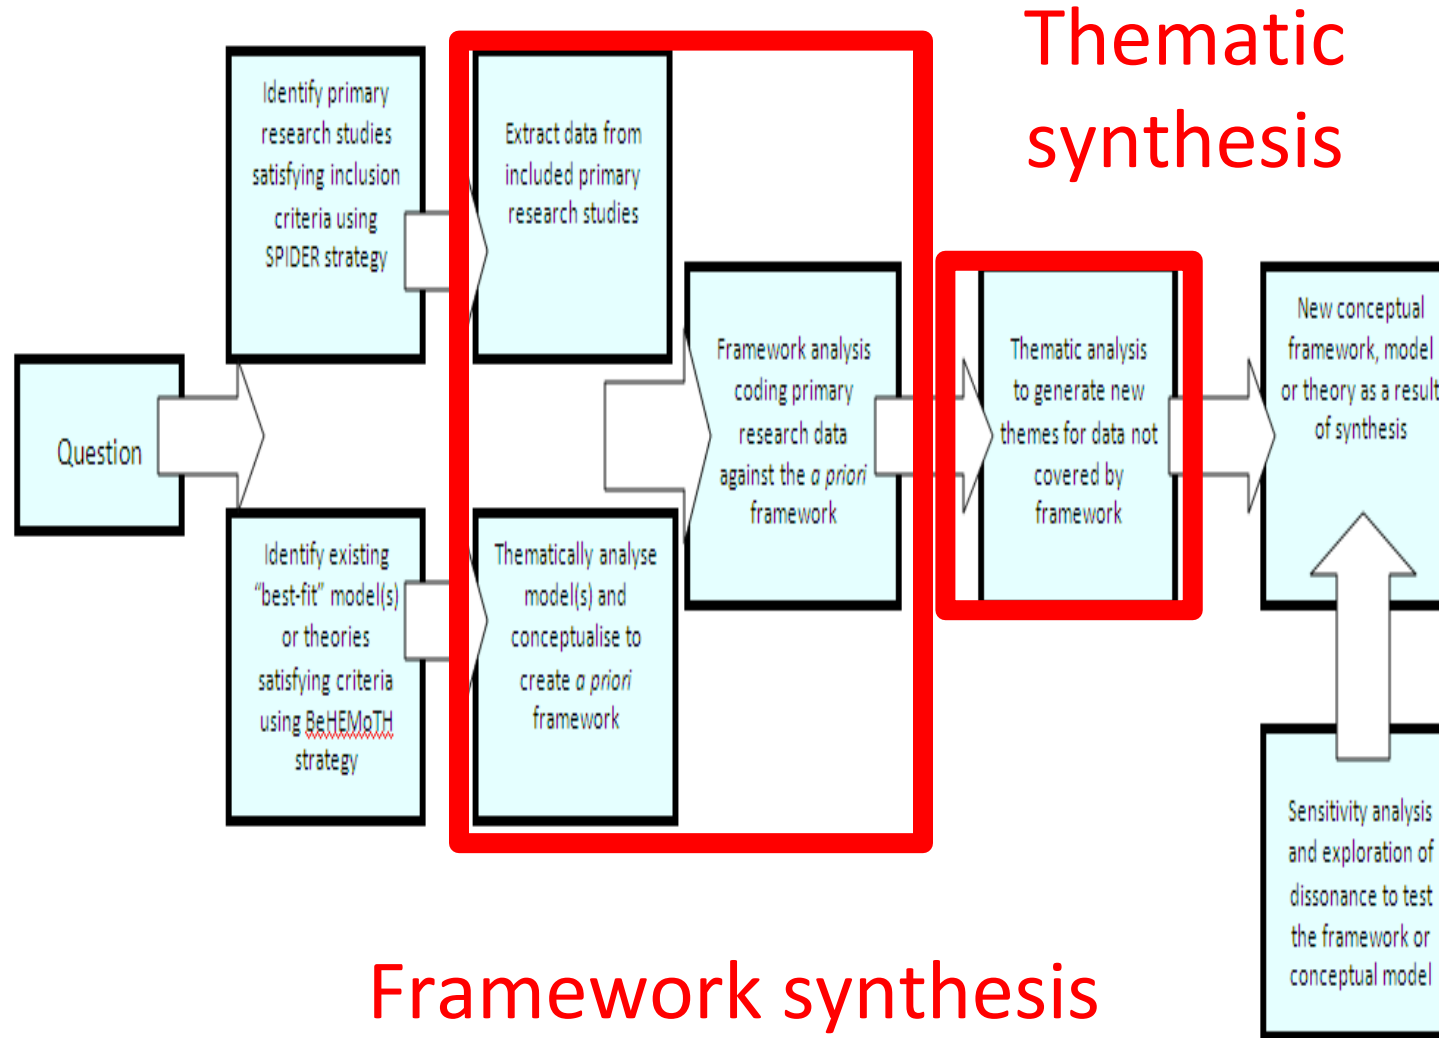 Thematic
synthesis
Identify primary
research studies
satisfying inclusion
criteria using
SPIDER strategy
Extract data from
included primary
research studies
Question
Framework analysis
coding primary
research data
against the a priori
framework
Thematic analysis
to generate new
themes for data not
covered by
framework
New conceptual
framework, model
or theory as a result
of synthesis
Identify existing
“best-fit” model(s)
or theories
satisfying criteria
using BeHEMoTH
strategy
Thematically analyse
model(s) and
conceptualise to
create a priori
framework
Sensitivity analysis
and exploration of
dissonance to test
the framework or
conceptual model
Framework synthesis